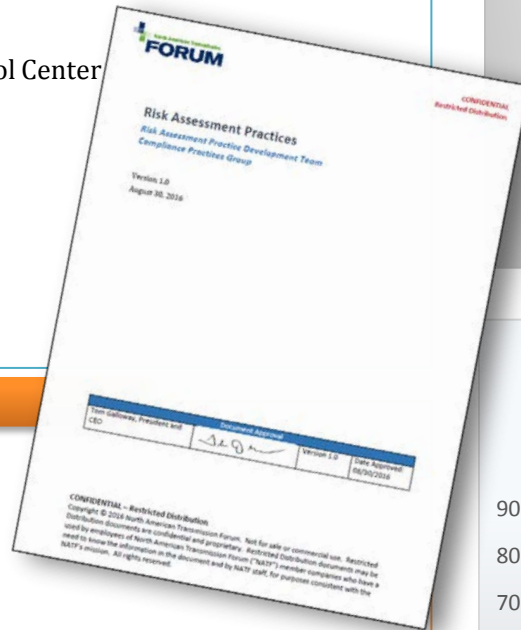 ol Center
North American Transmission
FORUM
CONFIDENTIAL
Restricted Distribution
Risk Assessment Practices
Risk Assessment Practice Development Team
Compliance Practices Group
Version 1.0
August 30, 2016
Document Approval
Tom Galloway, President and
CEO
Version 1.0
Date Approved:
08/30/2016
CONFIDENTIAL – Restricted Distribution
Copyright © 2016 North American Transmission Forum. Not for sale or commercial use. Restricted
Distribution documents are confidential and proprietary. Restricted Distribution documents may be
used by employees of North American Transmission Forum ("NATF") member companies who have a
need to know the information in the document and by NATF staff, for purposes consistent with the
NATF's mission. All rights reserved.
90
80
70